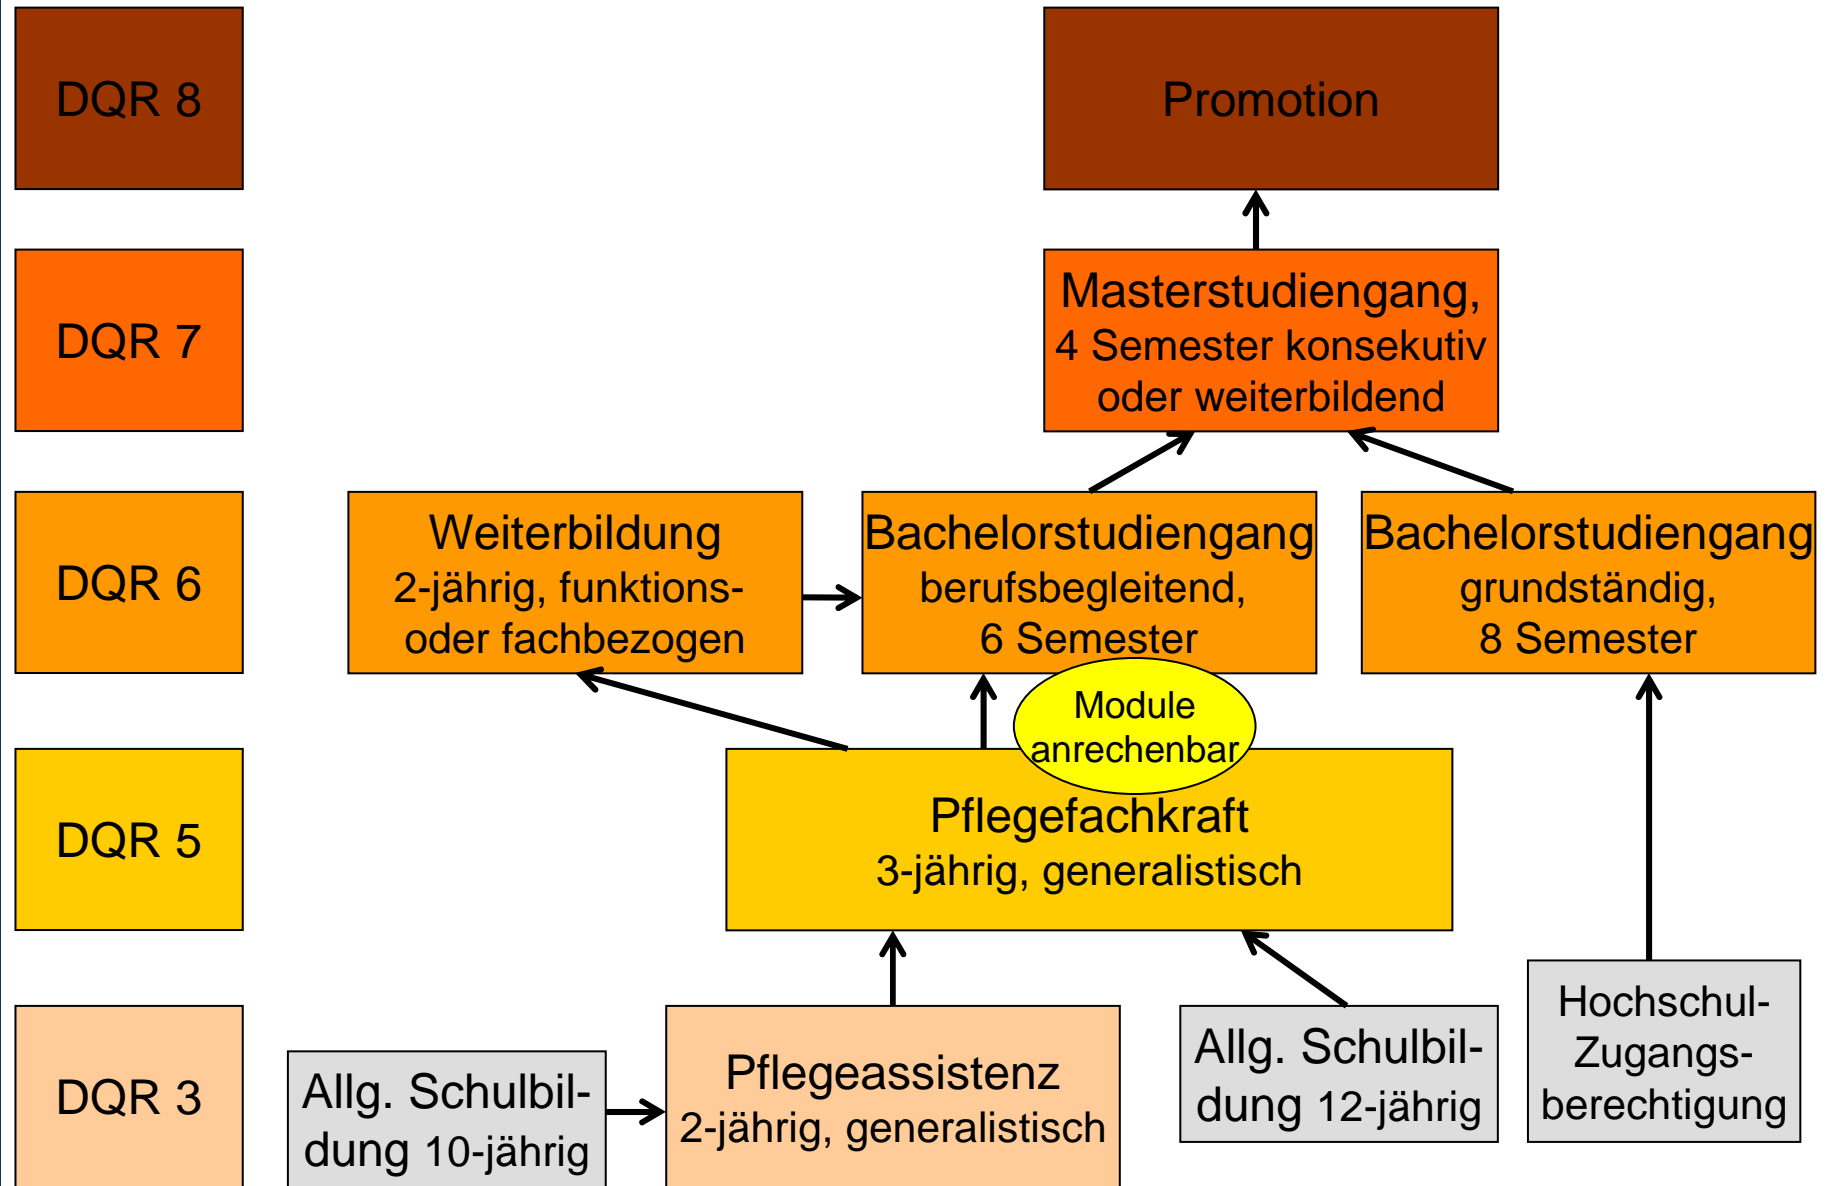 DQR 8
Promotion
DQR 7
Masterstudiengang,
4 Semester konsekutiv
oder weiterbildend
DQR 6
Weiterbildung
2-jährig, funktions-
oder fachbezogen
Bachelorstudiengang
berufsbegleitend,
6 Semester
Bachelorstudiengang
grundständig,
8 Semester
Module
anrechenbar
DQR 5
Pflegefachkraft
3-jährig, generalistisch
DQR 3
Allg. Schulbil-
dung 10-jährig
Pflegeassistenz
2-jährig, generalistisch
Allg. Schulbil-
dung 12-jährig
Hochschul-
Zugangs-
berechtigung